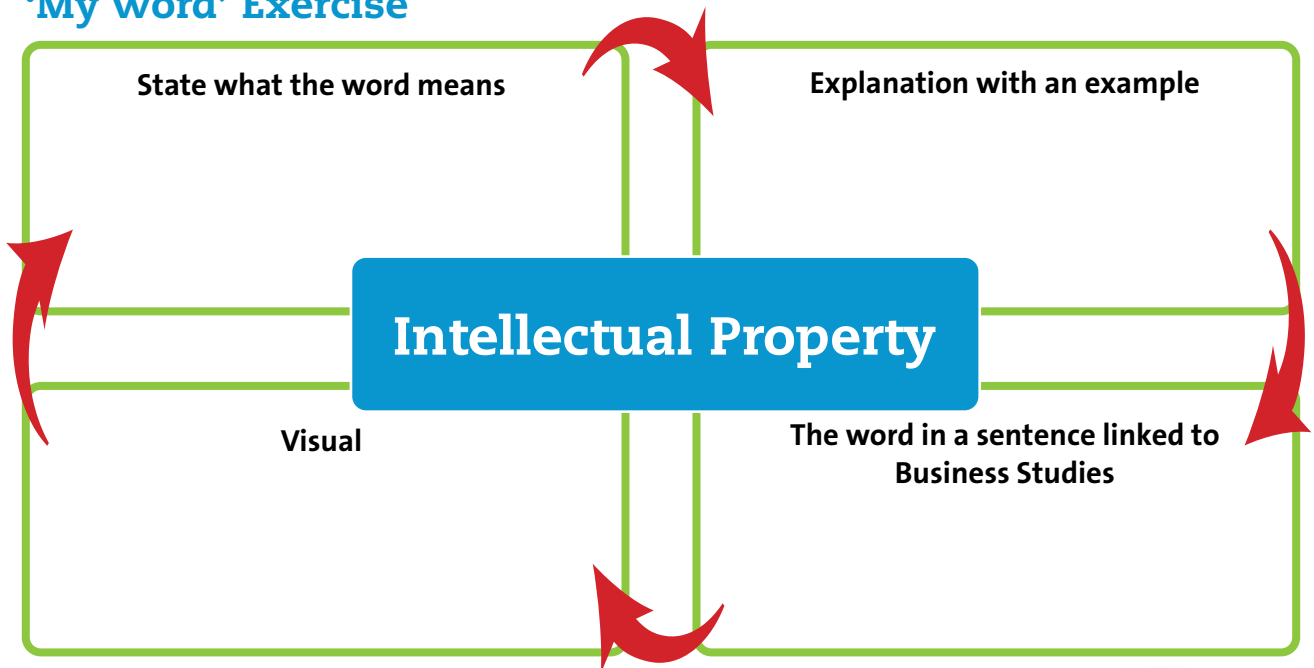 'My Word' Exercise
State what the word means
Explanation with an example
Intellectual Property
Visual
The word in a sentence linked to
Business Studies